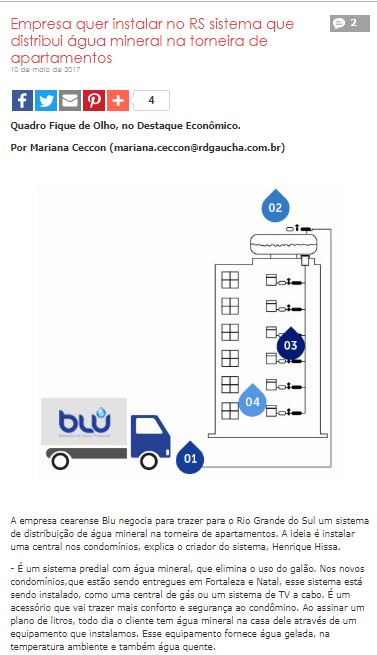 Empresa quer instalar no RS sistema que
distribui água mineral na torneira de
apartamentos
2
10 de maio de 2017
4
Quadro Fique de Olho, no Destaque Econômico.
Por Mariana Ceccon (mariana.ceccon@rdgaucha.com.br)
02
03
04
blu
01
A empresa cearense Blu negocia para trazer para o Rio Grande do Sul um sistema
de distribuição de água mineral na torneira de apartamentos. A ideia é instalar
uma central nos condomínios, explica o criador do sistema, Henrique Hissa.
- É um sistema predial com água mineral, que elimina o uso do galão. Nos novos
condomínios,que estão sendo entregues em Fortaleza e Natal, esse sistema está
sendo instalado, como uma central de gás ou um sistema de TV a cabo. É um
acessório que vai trazer mais conforto e segurança ao condômino. Ao assinar um
plano de litros, todo dia o cliente tem água mineral na casa dele através de um
equipamento que instalamos. Esse equipamento fornece água gelada, na
temperatura ambiente e também água quente.